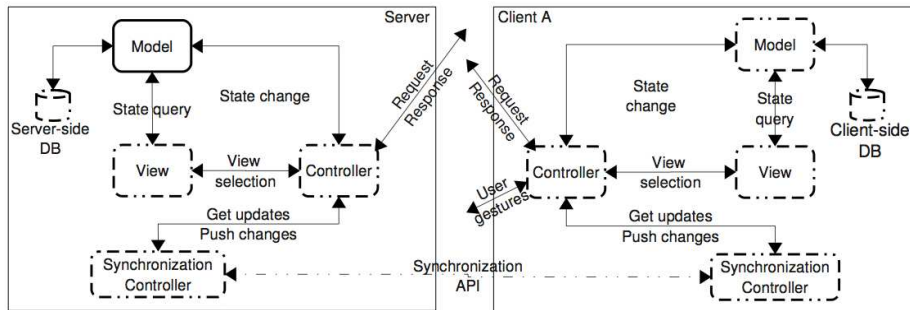 Server
Model
State query
State change
Server-side
DB
View
View
selection
Controller
Get updates
Push changes
Synchronization
Controller
Request
Response
Request
Response
User
gestures
Synchronization
API
Client A
Model
State
change
State
query
Client-side
DB
Controller
View
selection
View
Get updates
Push changes
Synchronization
Controller